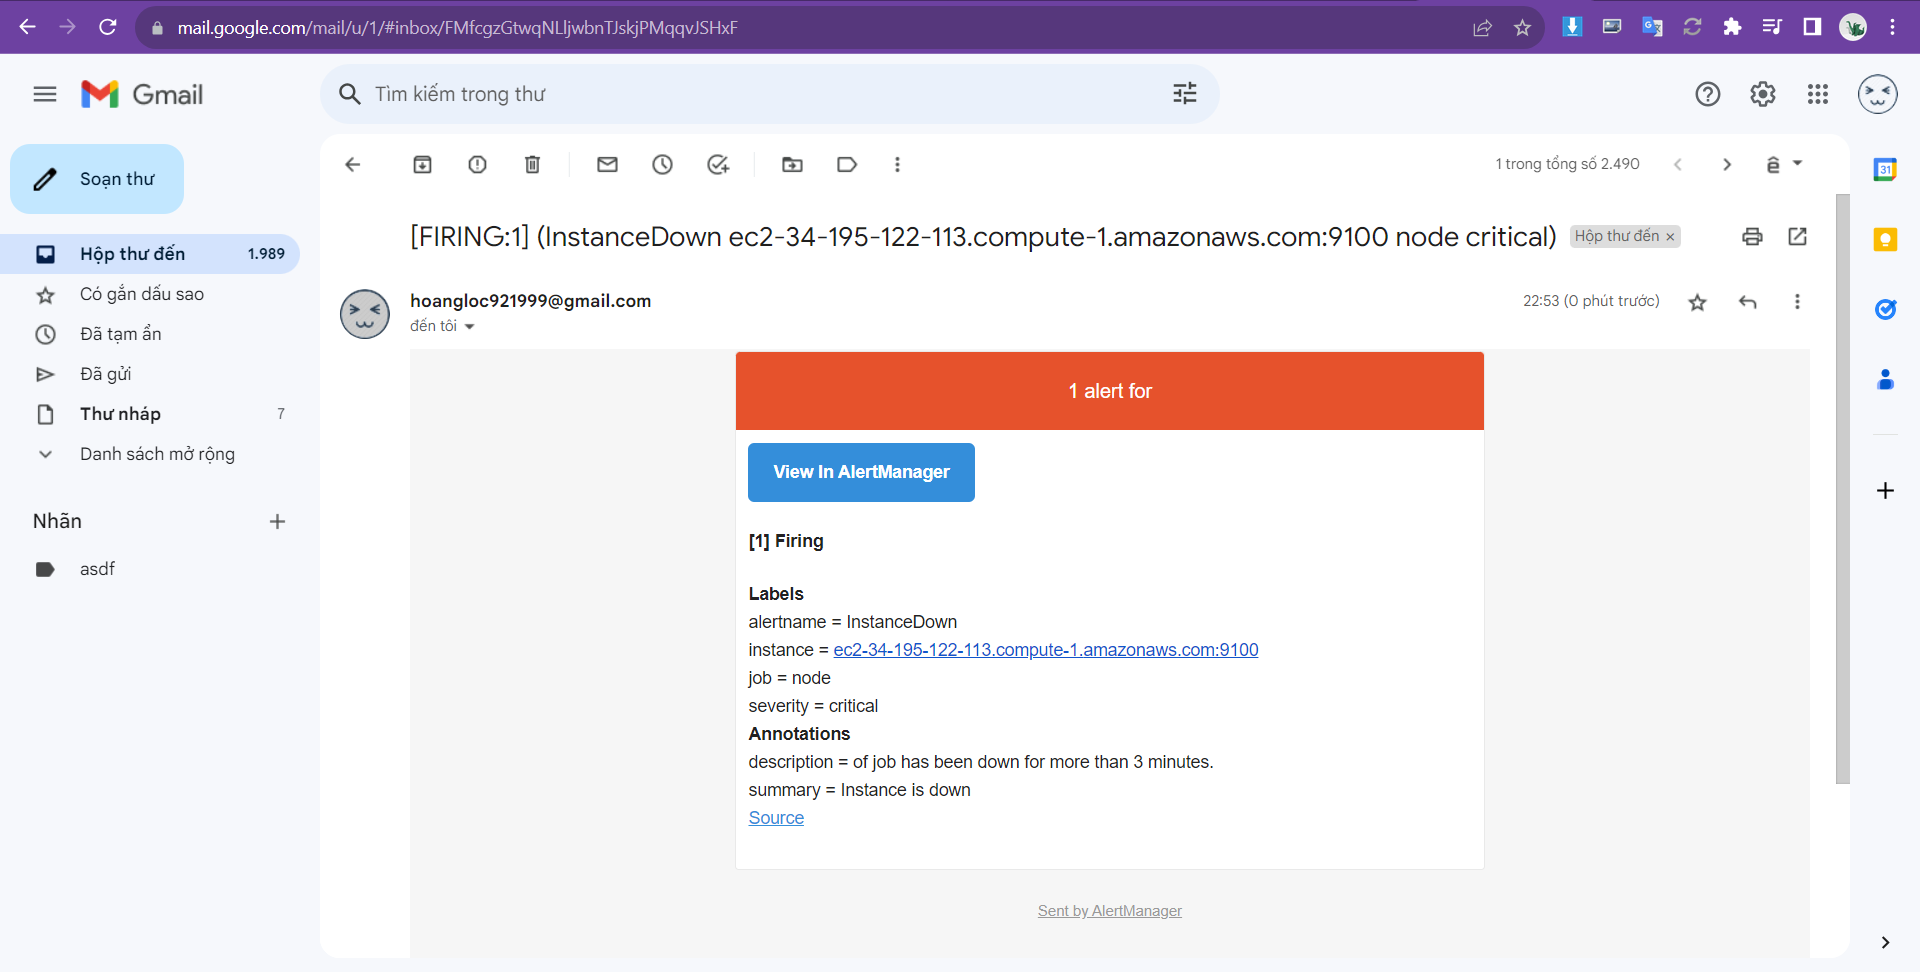 mail.google.com/mail/u/1/#inbox/FMfcgzGtwqNLljwbnTJskjPMqqvJSHxF
Gmail
Tìm kiếm trong thư
Soạn thư
Hộp thư đến 1.989
Có gắn dấu sao
Đã tạm ẩn
Đã gửi
Thư nháp 7
Danh sách mở rộng
Nhãn
asdf
1 trong tổng số 2.490
ê
[FIRING:1] (InstanceDown ec2-34-195-122-113.compute-1.amazonaws.com:9100 node critical) Hộp thư đến ×
hoangloc921999@gmail.com
22:53 (0 phút trước)
đến tôi
1 alert for
View In AlertManager
[1] Firing
Labels
alertname = InstanceDown
instance = ec2-34-195-122-113.compute-1.amazonaws.com:9100
job = node
severity = critical
Annotations
description = of job has been down for more than 3 minutes.
summary = Instance is down
Source
Sent by AlertManager
31